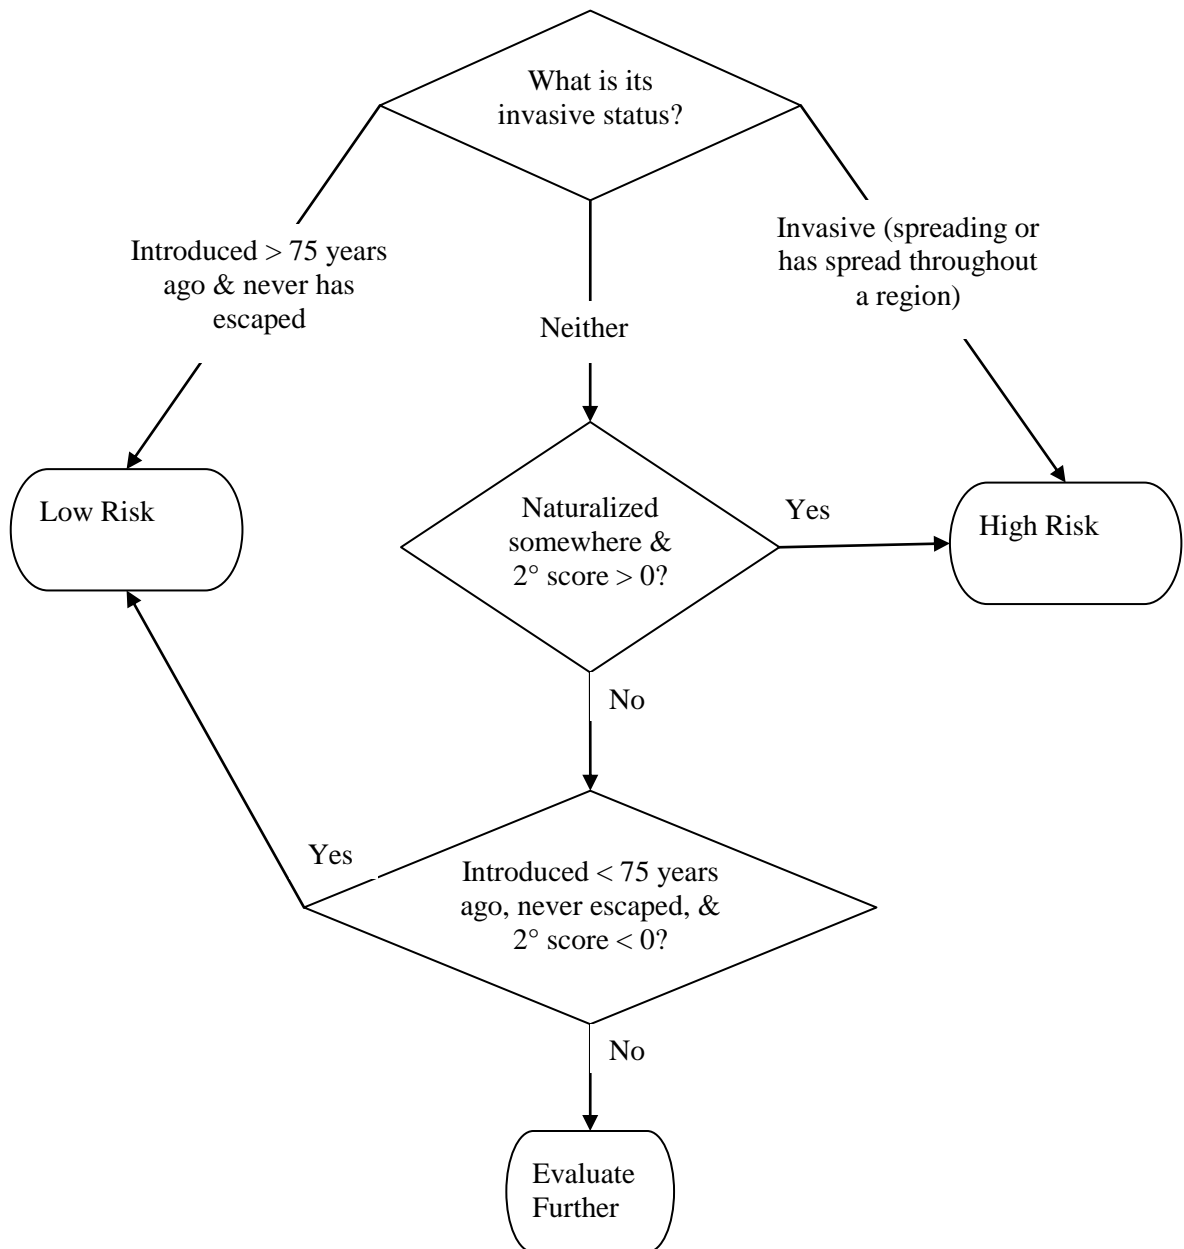 What is its
invasive status?
Introduced > 75 years
ago & never has
escaped
Neither
Invasive (spreading or
has spread throughout
a region)
Low Risk
Naturalized
somewhere &
2° score > 0?
Yes
High Risk
No
Yes
Introduced < 75 years
ago, never escaped, &
2° score < 0?
No
Evaluate
Further